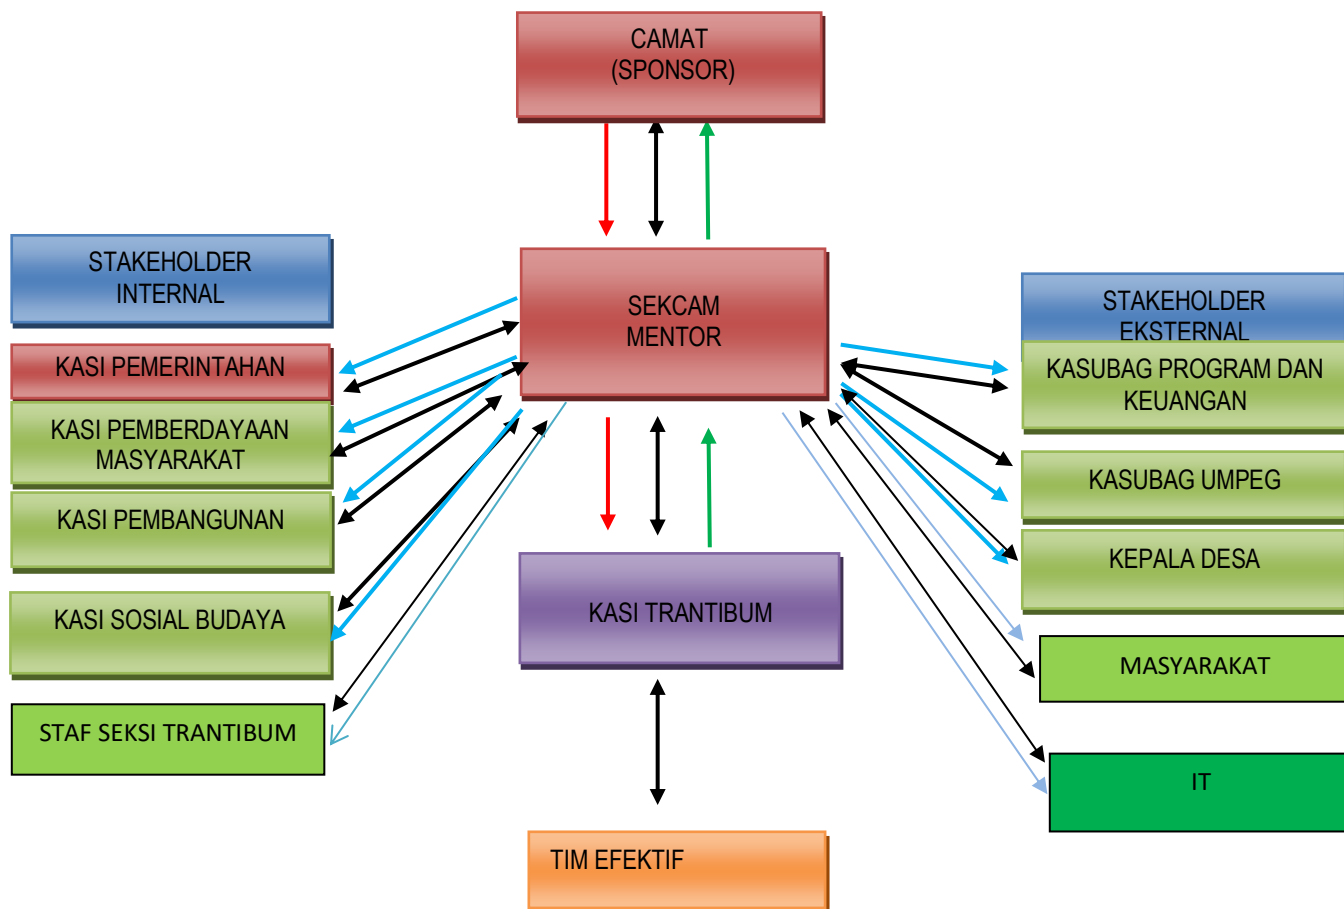 CAMAT
(SPONSOR)
STAKEHOLDER
INTERNAL
SEKCAM
MENTOR
STAKEHOLDER
EKSTERNAL
KASI PEMERINTAHAN
KASI PEMBERDAYAAN
MASYARAKAT
KASI PEMBANGUNAN
KASI SOSIAL BUDAYA
STAF SEKSI TRANTIBUM
KASI TRANTIBUM
TIM EFEKTIF
KASUBAG PROGRAM DAN
KEUANGAN
KASUBAG UMPEG
KEPALA DESA
MASYARAKAT
IT